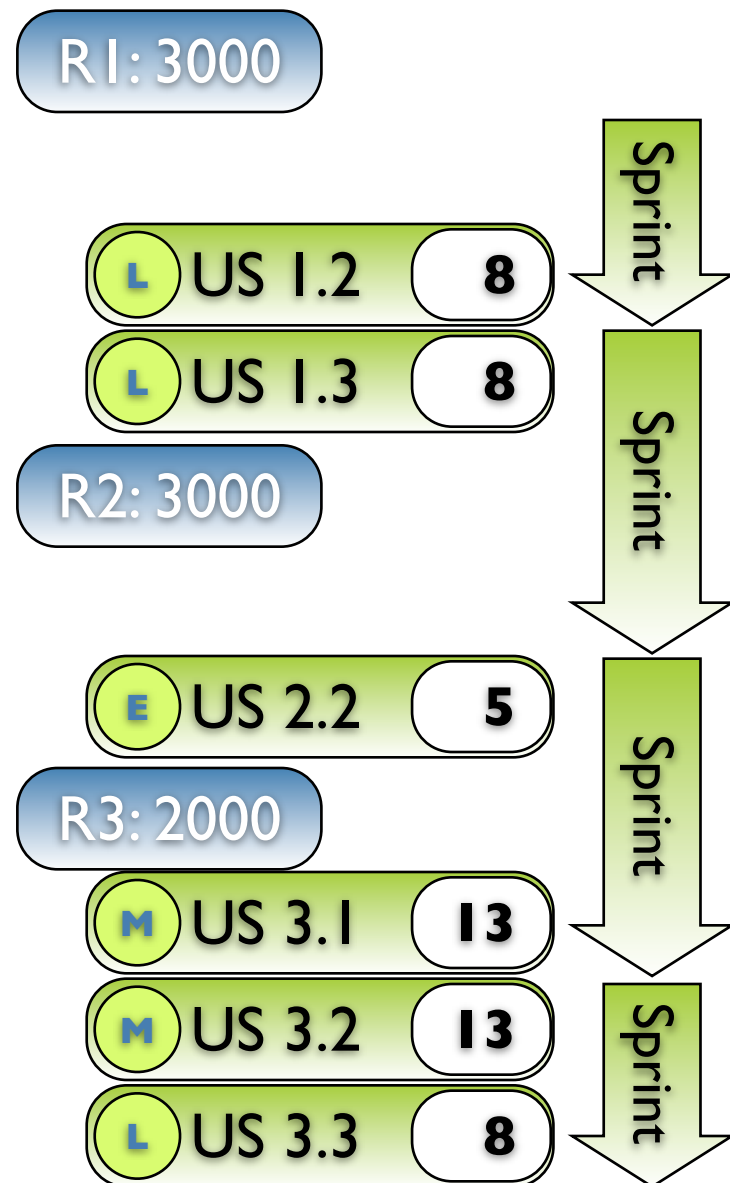 R1: 3000
Sprint
L US 1.2 8
L US 1.3 8
Sprint
R2: 3000
E US 2.2 5
Sprint
R3: 2000
M US 3.1 13
M US 3.2 13
Sprint
L US 3.3 8